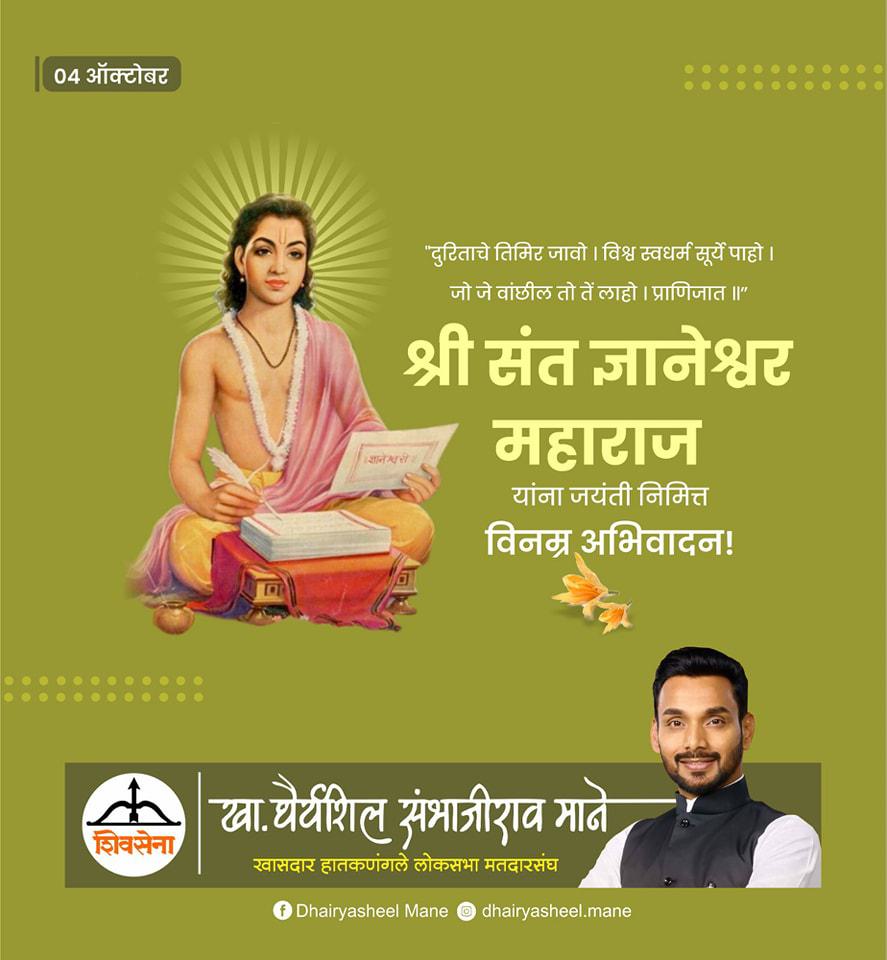 04 ऑक्टोबर
"दुरिताचे तिमिर जावो । विश्व स्वधर्म सूर्ये पाहो ।
जो जे वांछील तो तें लाहो । प्राणिजात ॥”
श्री संत ज्ञानेश्वर
महाराज
यांना जयंती निमित्त
विनम्र अभिवादन!
ज्ञानेश्वरी
शिवसेना
खा. धैर्यशिल संभाजीराव माने
खासदार हातकणंगले लोकसभा मतदारसंघ
Dhairyasheel Mane dhairyasheel.mane